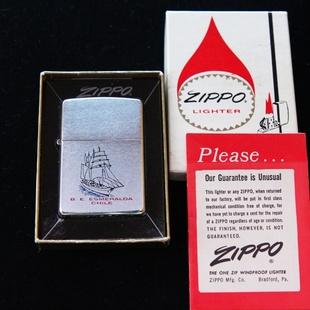 ZIPPO
B. E. ESMERALDA
CHILE
ZIPPO
LIGHTER
Please...
Our Guarantee is Unusual
This lighter or any ZIPPO, when returned
to our factory, will be put in first class
mechanical condition free of charge, for
we have yet to charge a cent for the repair
of a ZIPPO regardless of age or condition.
THE FINISH, HOWEVER, IS NOT
GUARANTEED.
ZIPPO
®
THE ONE ZIP WINDPROOF LIGHTER
ZIPPO Mfg. Co. Bradford, Pa.